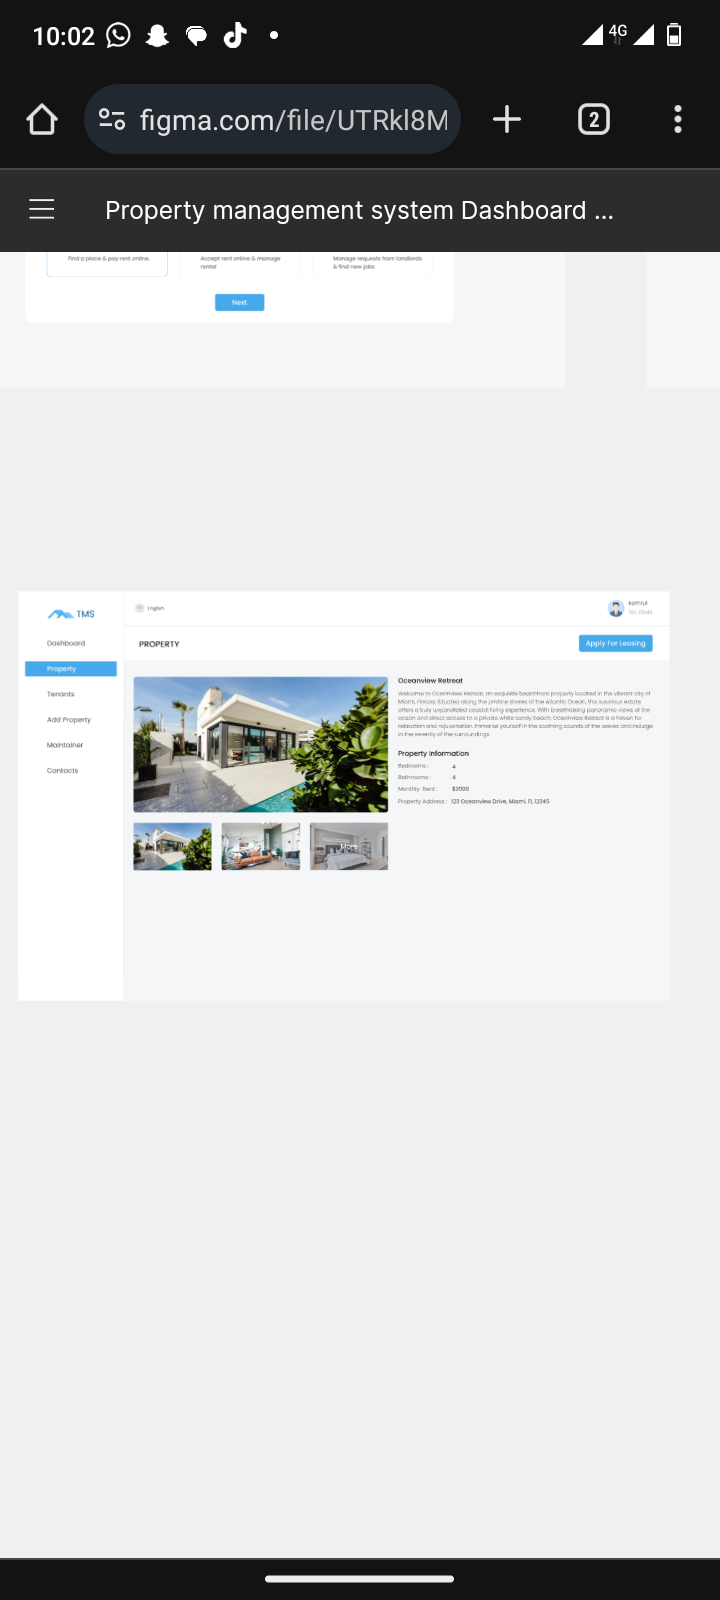 10:02
4G
figma.com/file/UTRkl8M
2
Property management system Dashboard ...
Find a place & pay rent online.
Accept rent online & manage
rental
Manage requests from landlords
& find new jobs.
Next
TMS
English
kamrul
Dashboard
PROPERTY
Apply For Leasing
Property
Tenants
Add Property
Maintainer
Contacts
Oceanview Retreat
Welcome to Oceanview Retreat, an exquisite beachfront property located in the vibrant city of
Miami, Florida. Situated along the pristine shores of the Atlantic Ocean, this luxurious estate
offers a truly unparalleled coastal living experience. With breathtaking panoramic views of the
ocean and direct access to a private white sandy beach, Oceanview Retreat is a haven for
relaxation and rejuvenation. Immerse yourself in the soothing sounds of the waves and indulge
in the serenity of the surroundings
Property Information
Bedrooms : 4
Bathrooms : 4
Monthly Rent : $2000
Property Address : 123 Oceanview Drive, Miami, FL 12345
More